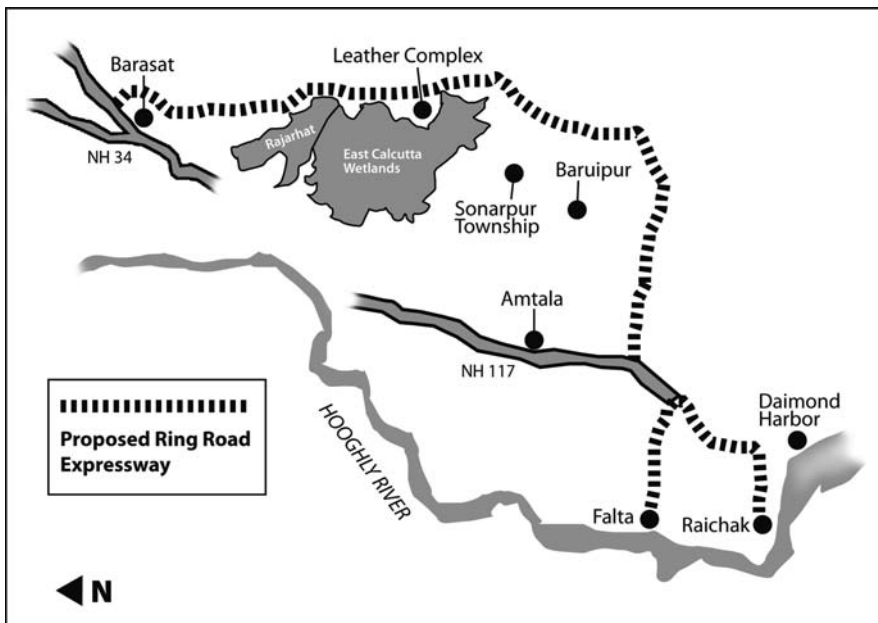 Leather Complex
Barasat
Rajarhat
NH 34
East Calcutta
Wetlands
Baruipur
Sonarpur
Township
Amtala
NH 117
Daimond
Harbor
Proposed Ring Road
Expressway
HOOGHLY RIVER
Falta
Raichak
N